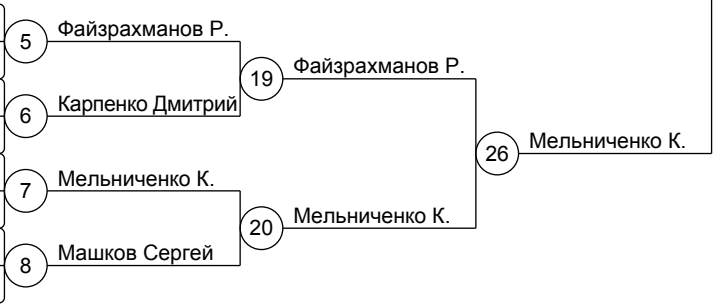 5 Файзрахманов Р.
19 Файзрахманов Р.
6 Карпенко Дмитрий
26 Мельниченко К.
7 Мельниченко К.
20 Мельниченко К.
8 Машков Сергей